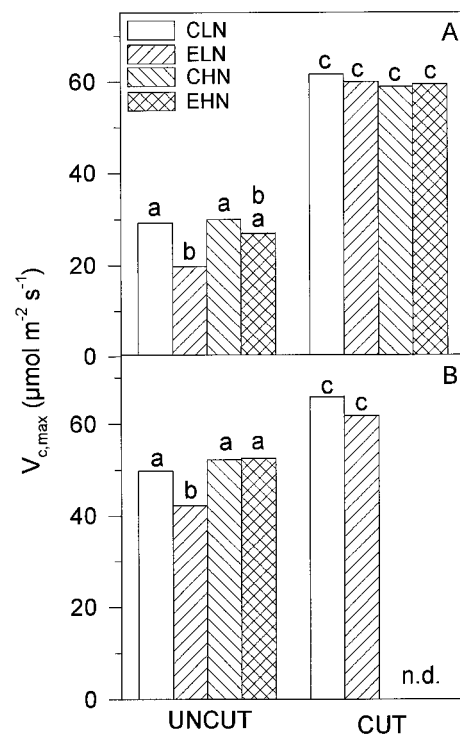 CLN
ELN
CHN
EHN
A
60
40
20
0
a
b
a
b
a
c
c
c
c
B
60
40
20
0
a
b
a
a
c
c
n.d.
UNCUT
CUT
V_c,max (µmol m⁻² s⁻¹)